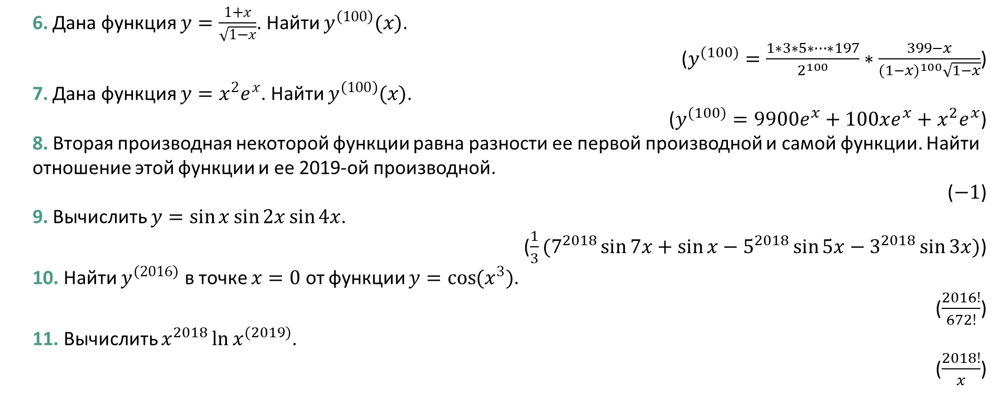 6. Дана функция y = \frac{1+x}{\sqrt{1-x}}. Найти y^{(100)}(x).
(y^{(100)} = \frac{1*3*5*\cdots*197}{2^{100}} * \frac{399-x}{(1-x)^{100}\sqrt{1-x}})
7. Дана функция y = x^2e^x. Найти y^{(100)}(x).
(y^{(100)} = 9900e^x + 100xe^x + x^2e^x)
8. Вторая производная некоторой функции равна разности ее первой производной и самой функции. Найти
отношение этой функции и ее 2019-ой производной.
(−1)
9. Вычислить y = sin x sin 2x sin 4x.
(\frac{1}{3}(7^{2018} sin 7x + sin x − 5^{2018} sin 5x − 3^{2018} sin 3x))
10. Найти y^{(2016)} в точке x = 0 от функции y = cos(x^3).
(\frac{2016!}{672!})
11. Вычислить x^{2018} ln x^{(2019)}.
(\frac{2018!}{x})